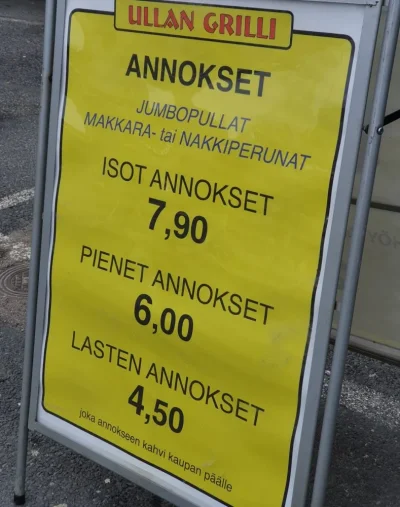 ULLAN GRILLI
ANNOKSET
JUMBOPULLAT
MAKKARA- tai NAKKIPERUNAT
ISOT ANNOKSET
7,90
PIENET ANNOKSET
6,00
LASTEN ANNOKSET
4,50
joka annokseen kahvi kaupan päälle